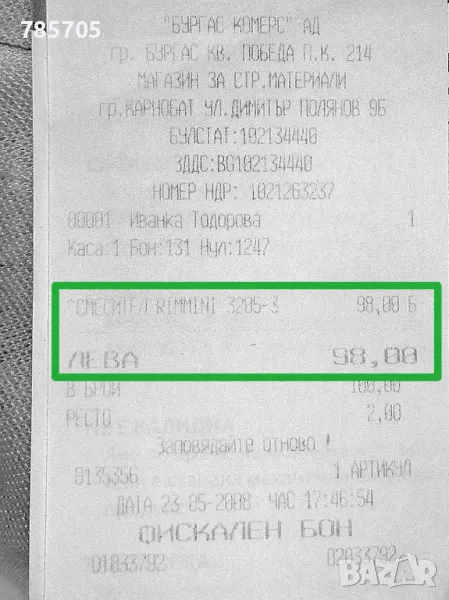 785705
"БУРГАС КОМЕРС" АД
гр. БУРГАС КВ. ПОБЕДА П.К. 214
МАГАЗИН ЗА СТР.МАТЕРИАЛИ
гр.КАРНОБАТ УЛ.ДИМИТЪР ПОЛЯНОВ 9Б
БУЛСТАТ:102134440
ЗДДС:BG102134440
НОМЕР НДР: 1021263237
00001 Иванка Тодорова 1
Каса:1 Бон:131 Нул:1247
^СМЕСИТЕЛ RIMMINI 3205-3 98,00 Б
ЛЕВА 98,00
В БРОЙ 100,00
РЕСТО 2,00
Заповядайте отново !
0135356 1 АРТИКУЛ
ДАТА 23-05-2008 ЧАС 17:46:54
ФИСКАЛЕН БОН
D1033792 02033792
bazar